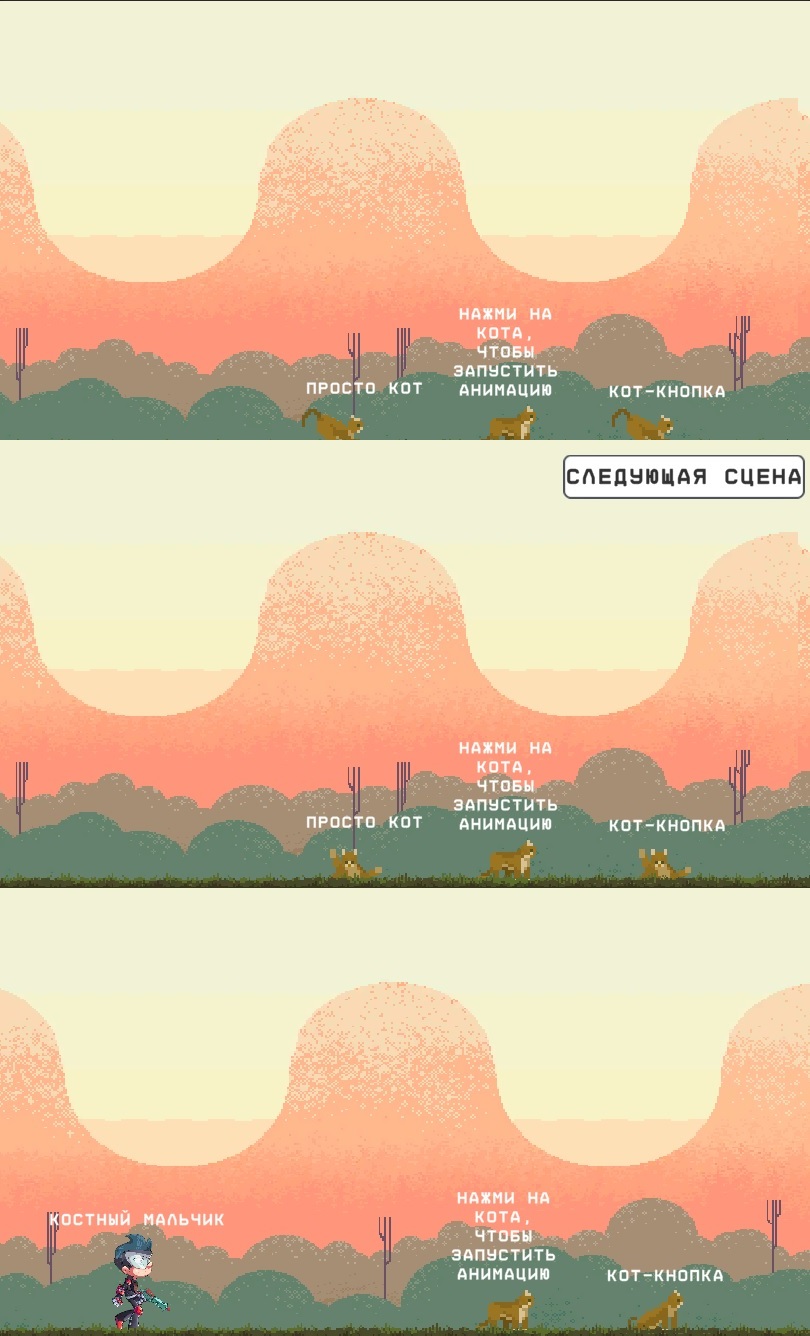 НАЖМИ НА
КОТА,
ЧТОБЫ
ЗАПУСТИТЬ
АНИМАЦИЮ
ПРОСТО КОТ
КОТ-КНОПКА
СЛЕДУЮЩАЯ СЦЕНА
НАЖМИ НА
КОТА,
ЧТОБЫ
ЗАПУСТИТЬ
АНИМАЦИЮ
ПРОСТО КОТ
КОТ-КНОПКА
КОСТНЫЙ МАЛЬЧИК
НАЖМИ НА
КОТА,
ЧТОБЫ
ЗАПУСТИТЬ
АНИМАЦИЮ
КОТ-КНОПКА